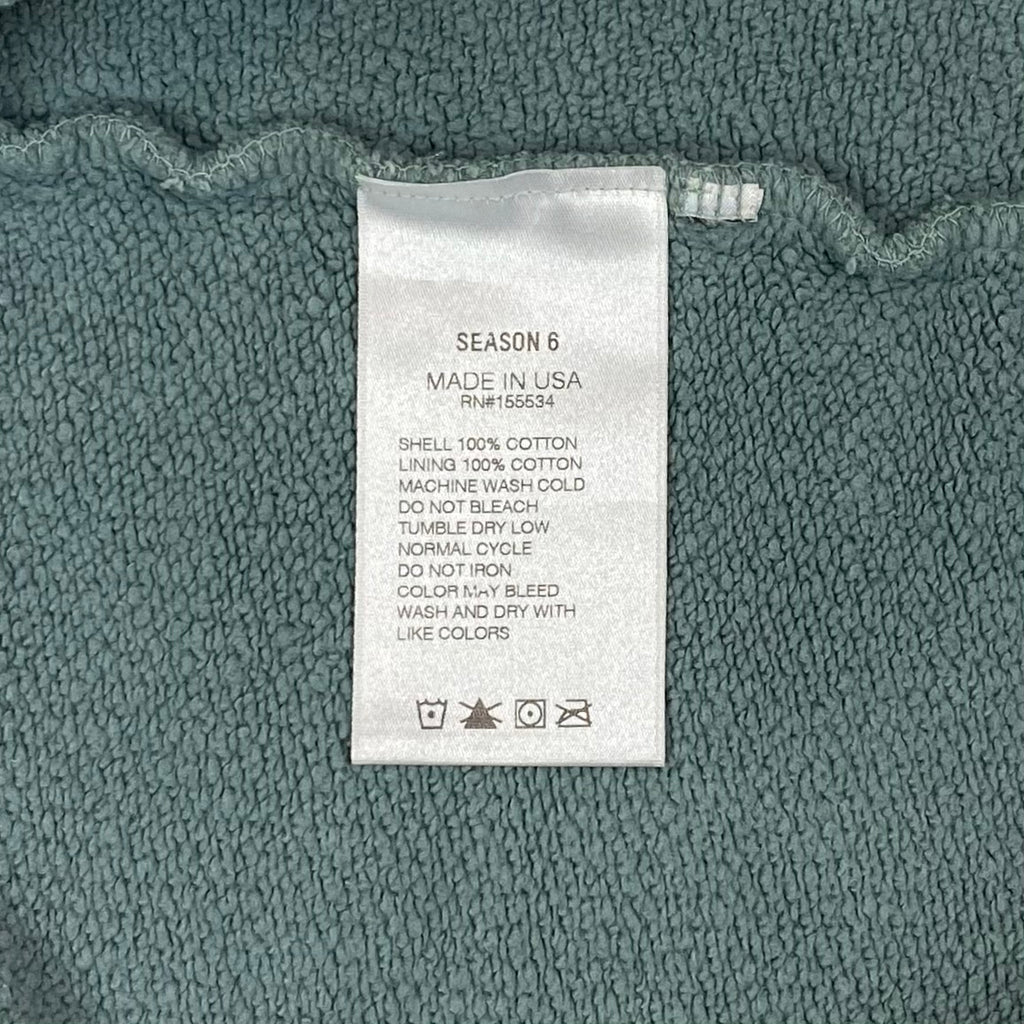 SEASON 6
MADE IN USA
RN#155534
SHELL 100% COTTON
LINING 100% COTTON
MACHINE WASH COLD
DO NOT BLEACH
TUMBLE DRY LOW
NORMAL CYCLE
DO NOT IRON
COLOR MAY BLEED
WASH AND DRY WITH
LIKE COLORS